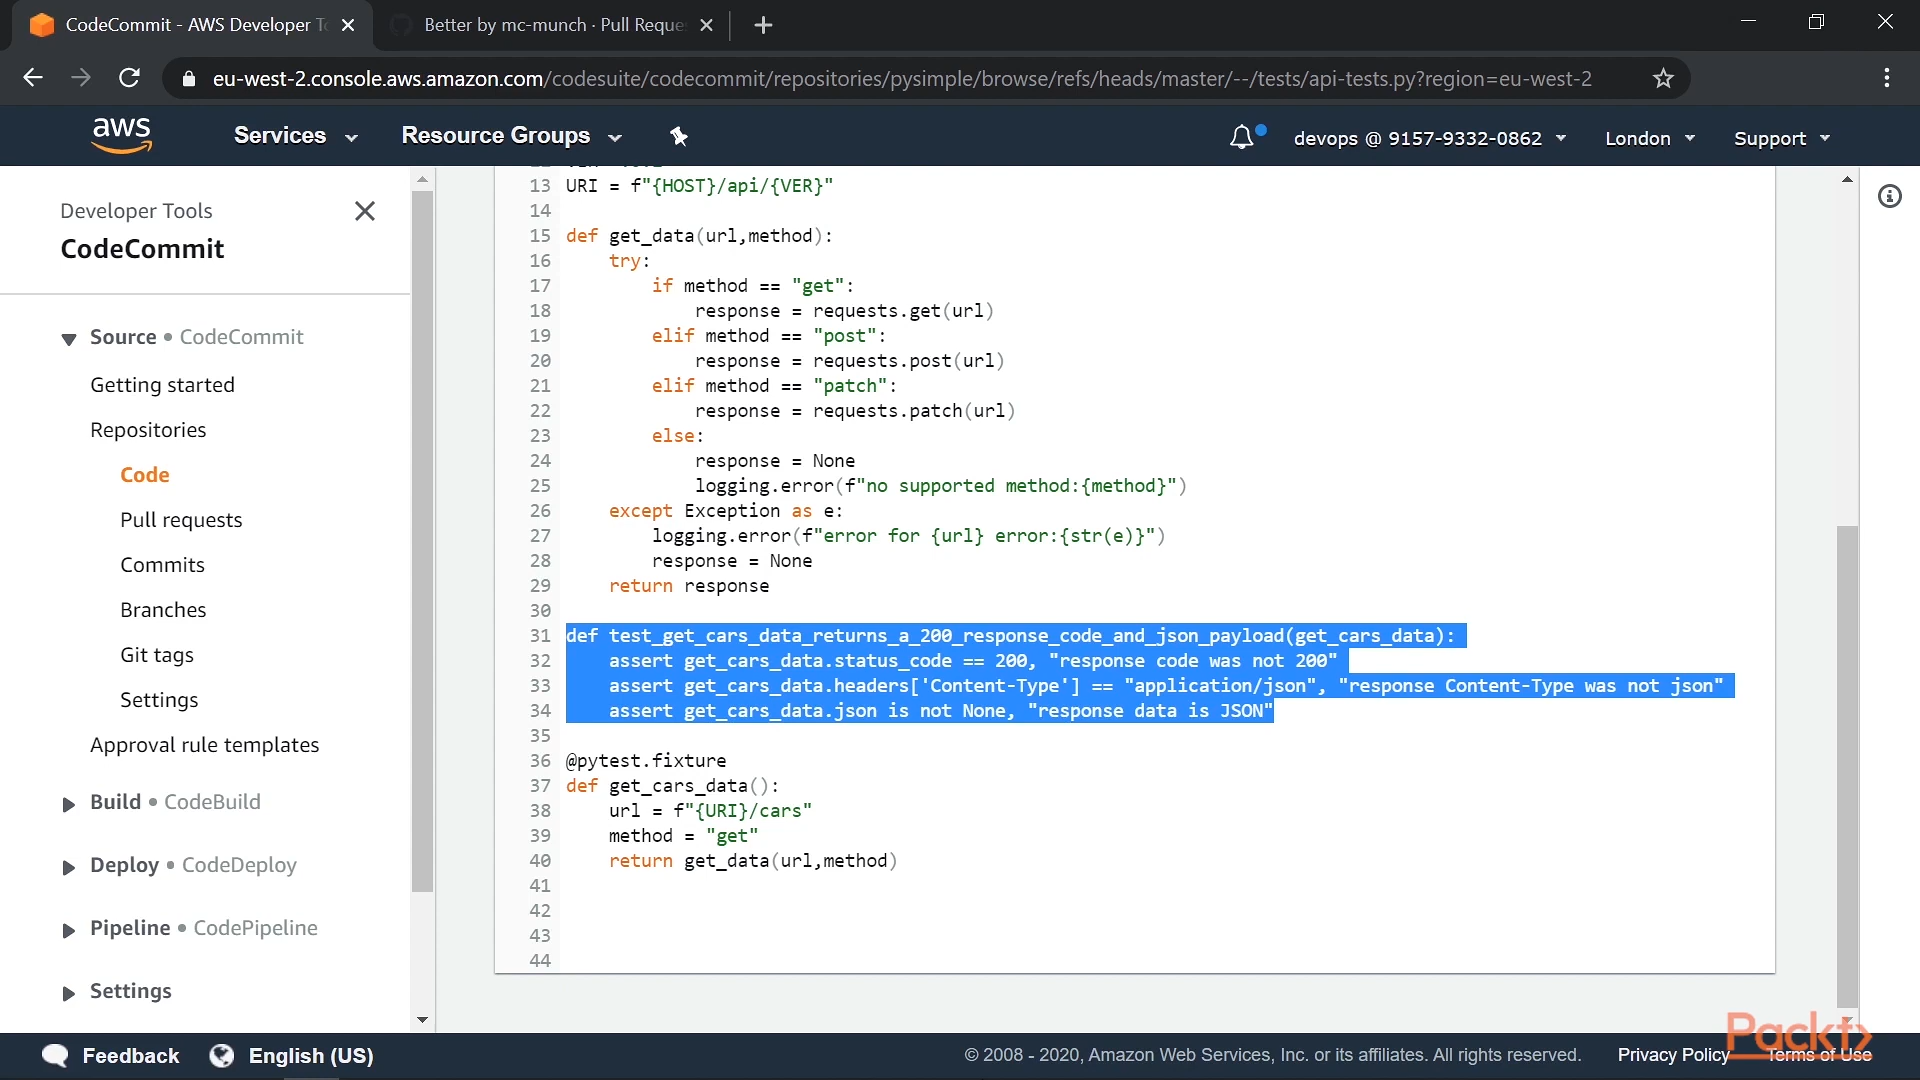 CodeCommit - AWS Developer To
Better by mc-munch · Pull Reques
eu-west-2.console.aws.amazon.com/codesuite/codecommit/repositories/pysimple/browse/refs/heads/master/--/tests/api-tests.py?region=eu-west-2
aws
Services
Resource Groups
devops @ 9157-9332-0862
London
Support
Developer Tools
CodeCommit
Source • CodeCommit
Getting started
Repositories
Code
Pull requests
Commits
Branches
Git tags
Settings
Approval rule templates
Build • CodeBuild
Deploy • CodeDeploy
Pipeline • CodePipeline
Settings
13 URI = f"{HOST}/api/{VER}"
14
15 def get_data(url,method):
16     try:
17         if method == "get":
18             response = requests.get(url)
19         elif method == "post":
20             response = requests.post(url)
21         elif method == "patch":
22             response = requests.patch(url)
23         else:
24             response = None
25             logging.error(f"no supported method:{method}")
26     except Exception as e:
27         logging.error(f"error for {url} error:{str(e)}")
28         response = None
29     return response
30
31 def test_get_cars_data_returns_a_200_response_code_and_json_payload(get_cars_data):
32     assert get_cars_data.status_code == 200, "response code was not 200"
33     assert get_cars_data.headers['Content-Type'] == "application/json", "response Content-Type was not json"
34     assert get_cars_data.json is not None, "response data is JSON"
35
36 @pytest.fixture
37 def get_cars_data():
38     url = f"{URI}/cars"
39     method = "get"
40     return get_data(url,method)
41
42
43
44
Feedback
English (US)
© 2008 - 2020, Amazon Web Services, Inc. or its affiliates. All rights reserved.
Privacy Policy
Terms of Use
Packt>